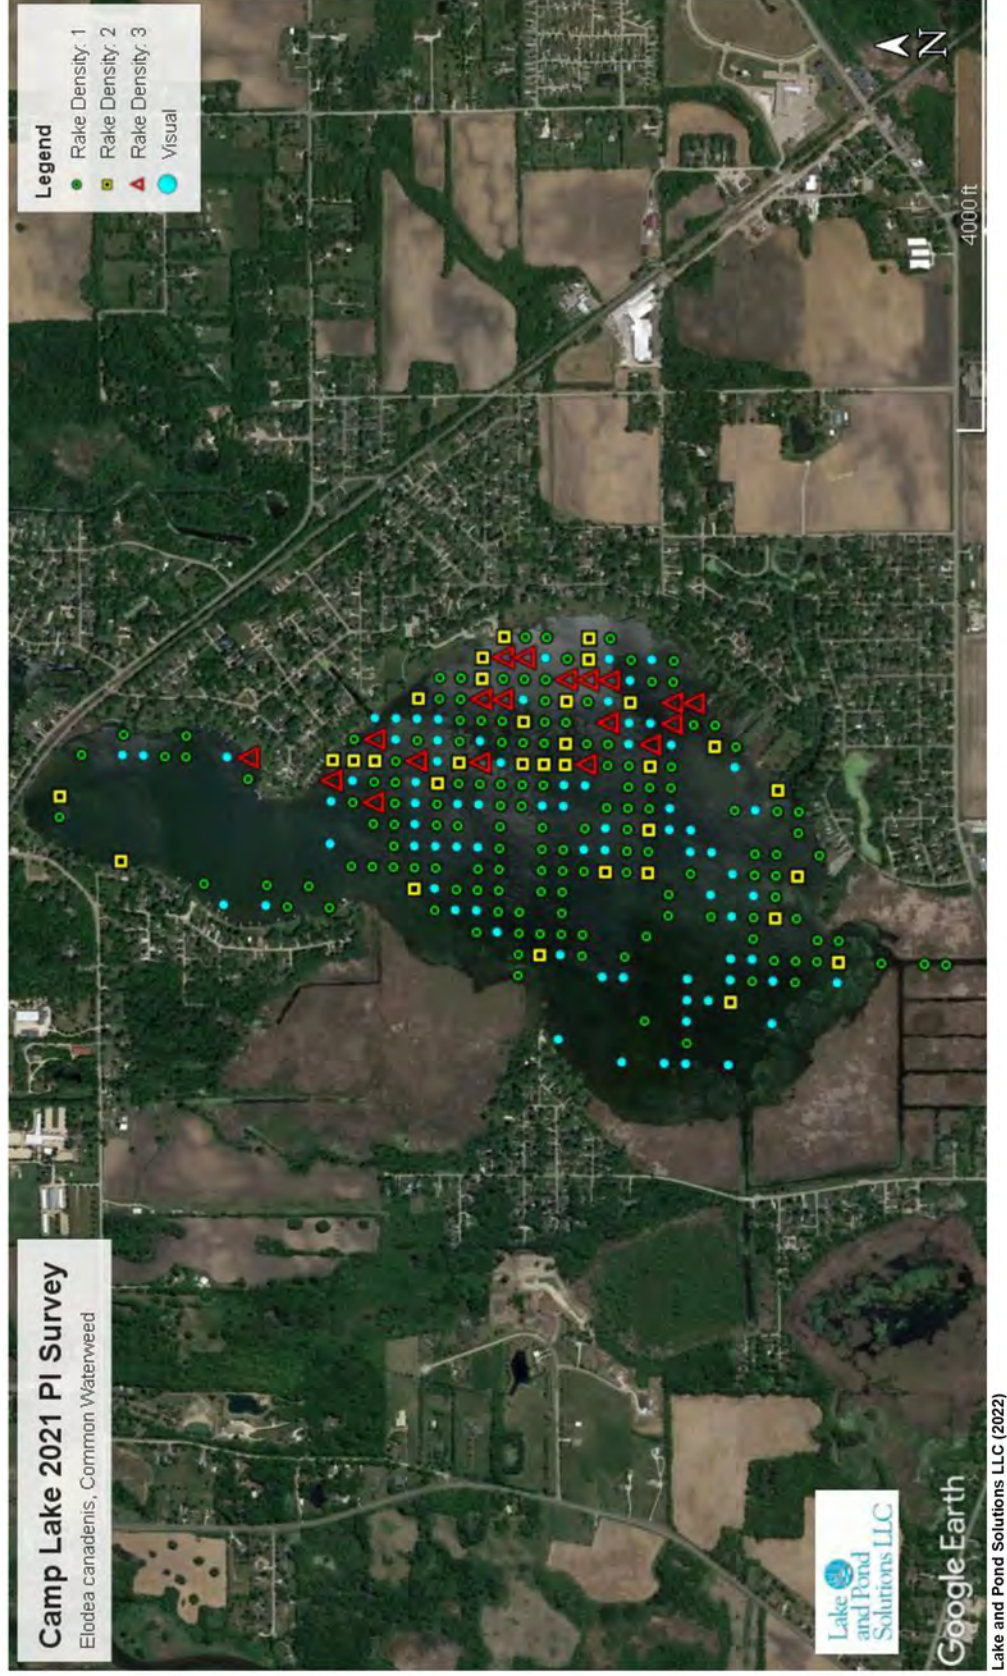 Camp Lake 2021 PI Survey
Elodea canadenis, Common Waterweed
Legend
Rake Density: 1
Rake Density: 2
Rake Density: 3
Visual
N
4000 ft
Lake
and Pond
Solutions LLC
Google Earth
Lake and Pond Solutions LLC (2022)